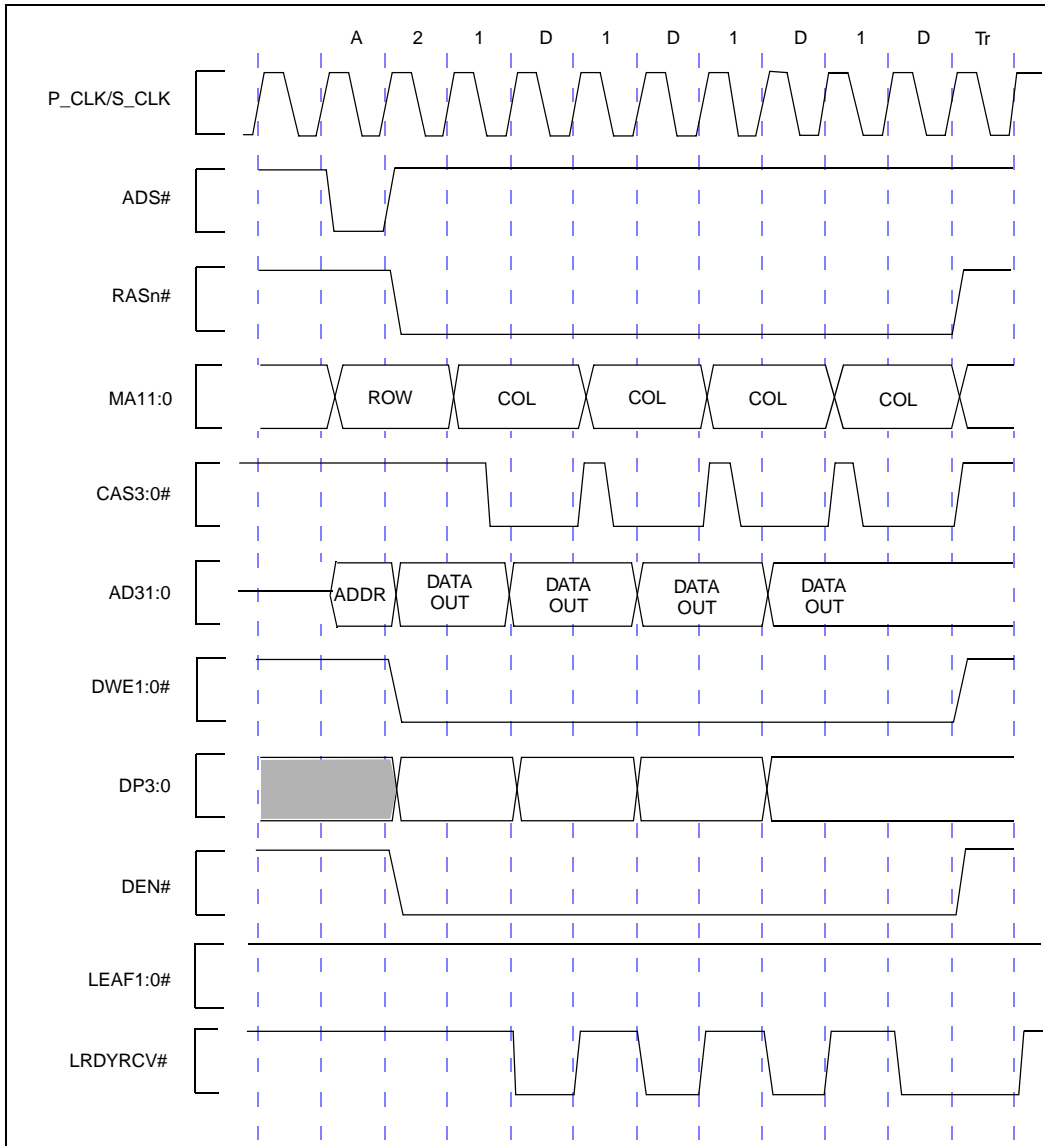 A 2 1 D 1 D 1 D 1 D Tr
P_CLK/S_CLK
ADS#
RASn#
MA11:0 ROW COL COL COL COL
CAS3:0#
AD31:0 ADDR DATA OUT DATA OUT DATA OUT DATA OUT
DWE1:0#
DP3:0
DEN#
LEAF1:0#
LRDYRCV#